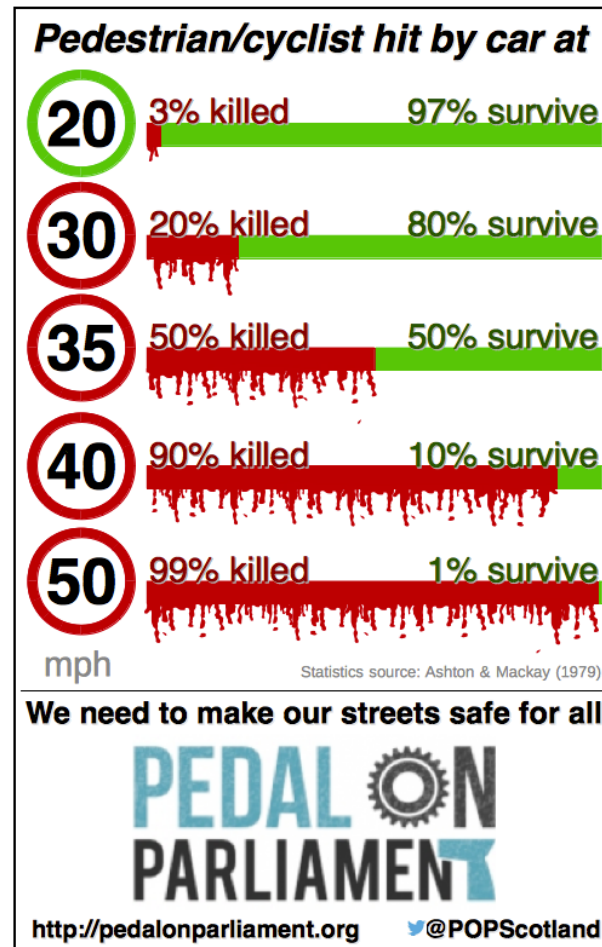 Pedestrian/cyclist hit by car at
20 3% killed 97% survive
30 20% killed 80% survive
35 50% killed 50% survive
40 90% killed 10% survive
50 99% killed 1% survive
mph Statistics source: Ashton & Mackay (1979)
We need to make our streets safe for all
PEDAL ON
PARLIAMENT
http://pedalonparliament.org @POPScotland